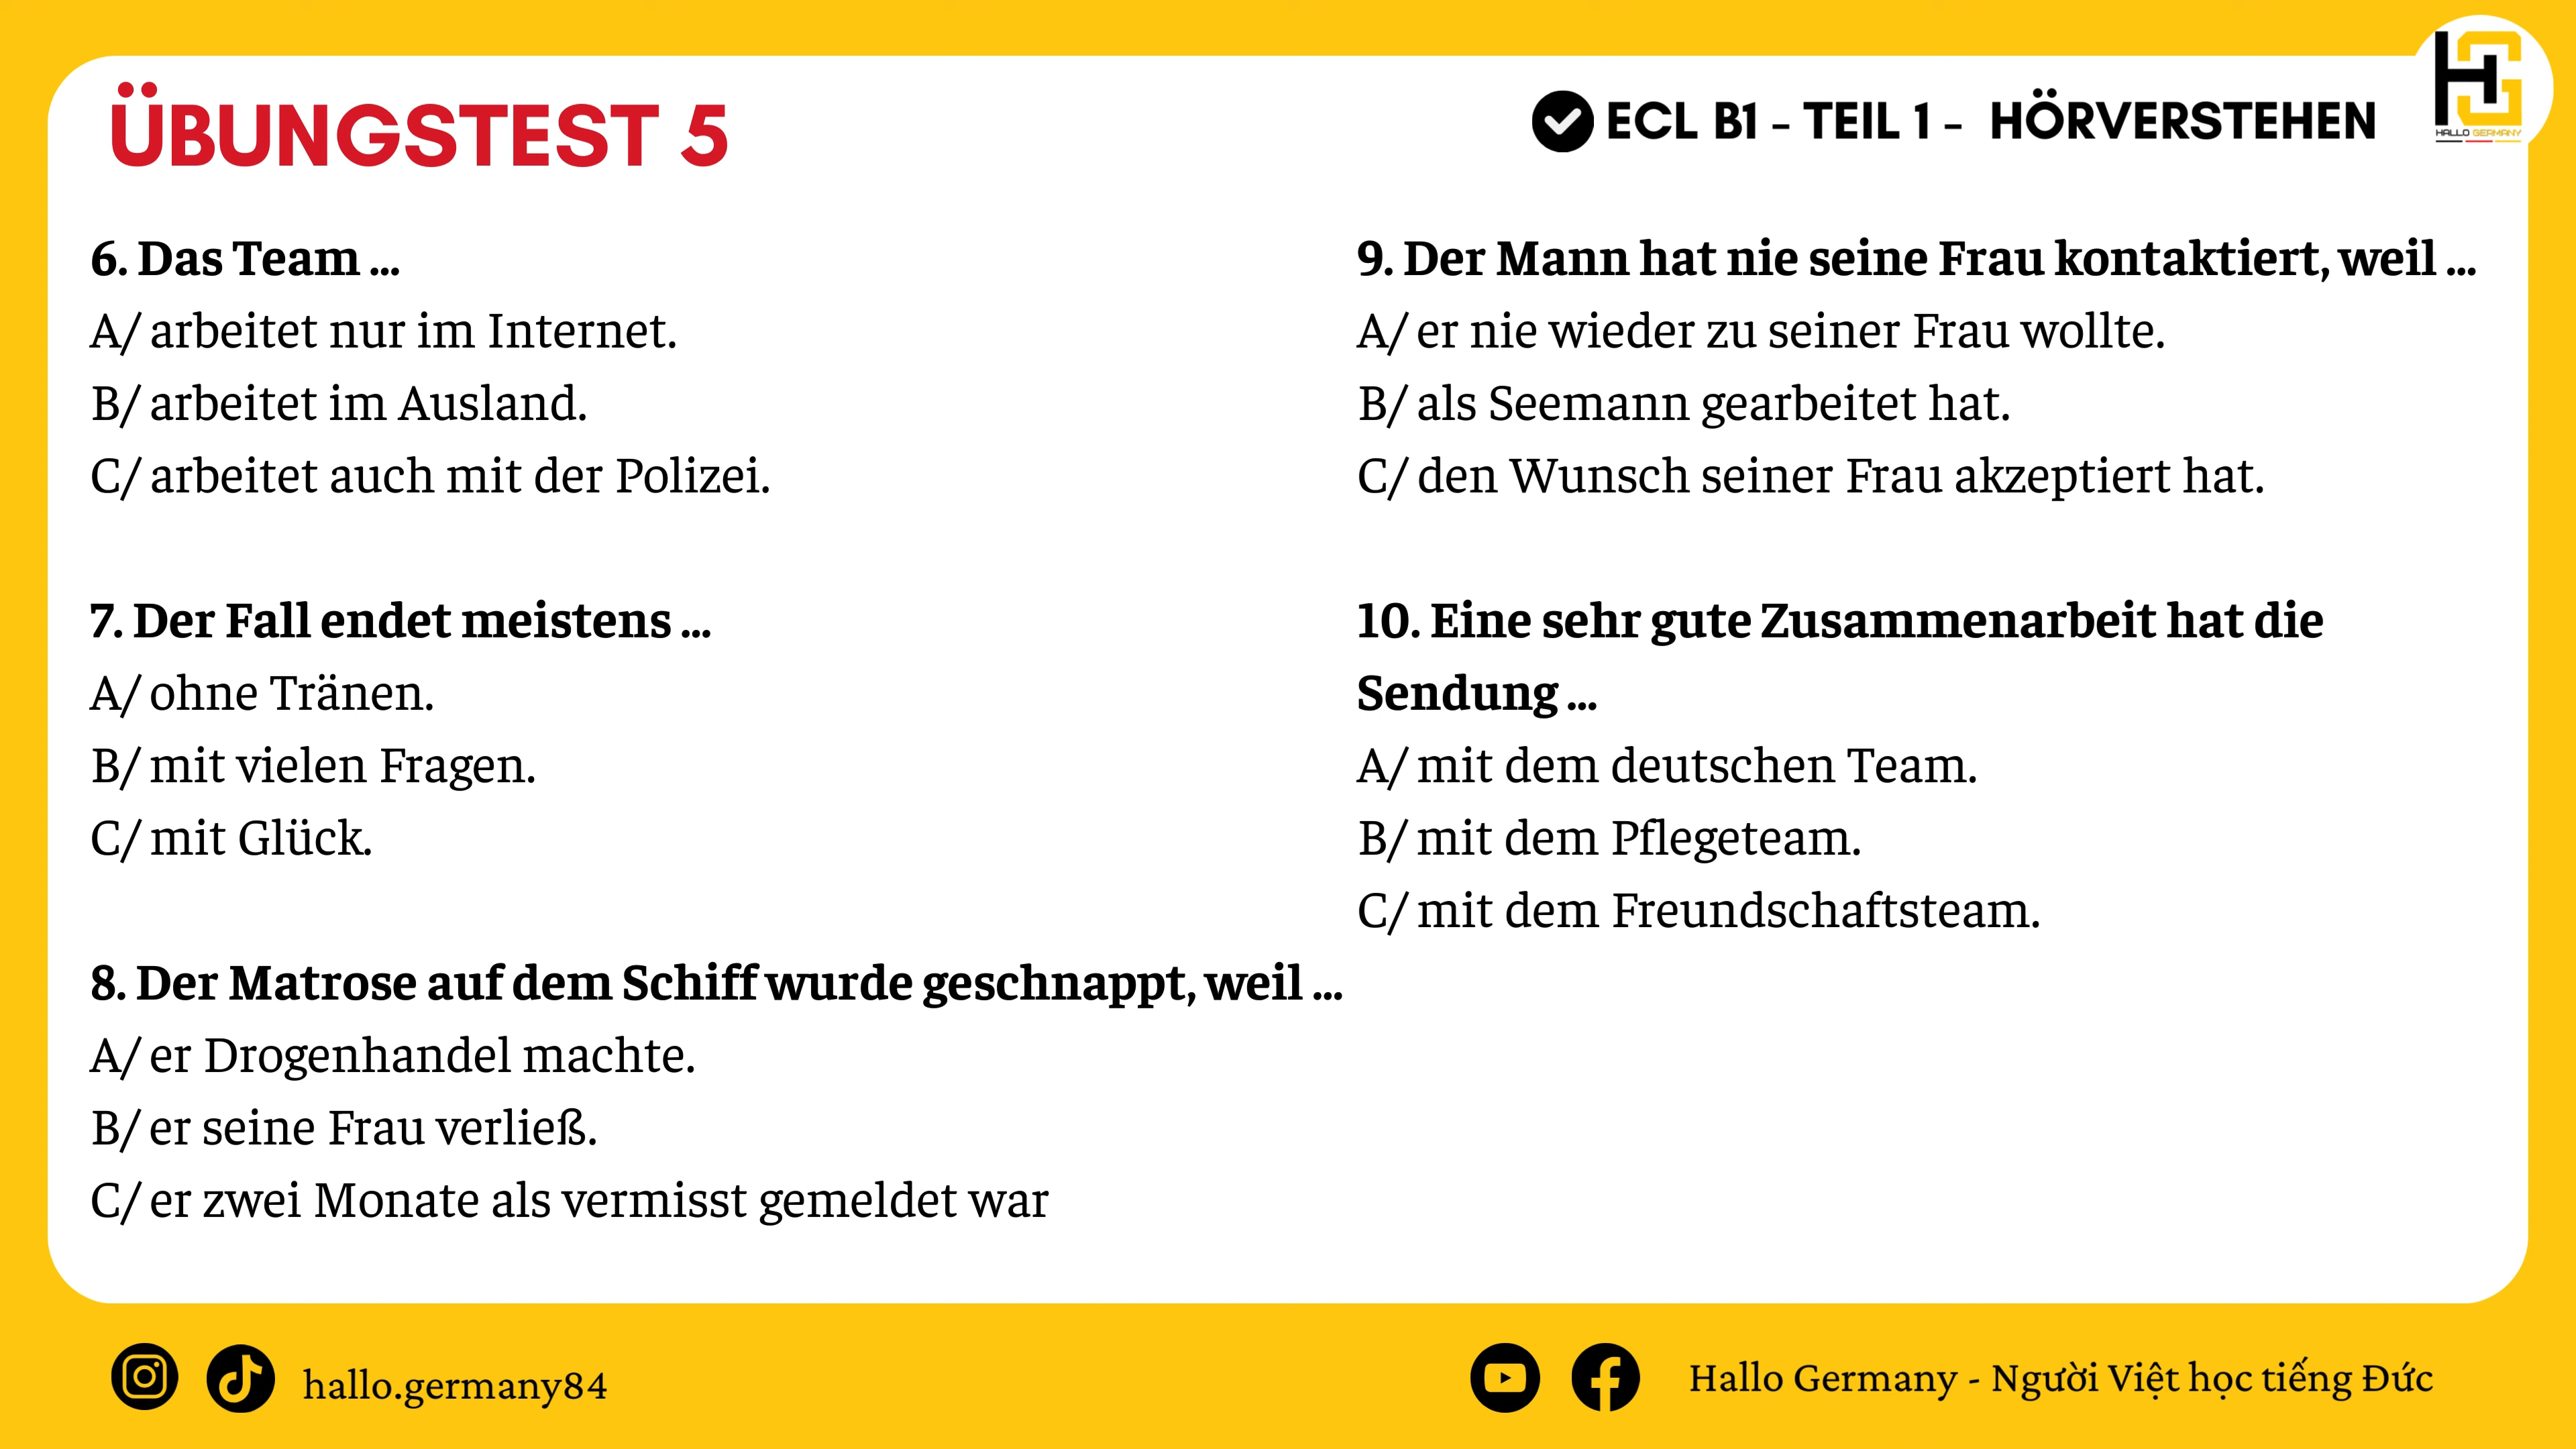 ÜBUNGSTEST 5
ECL B1 – TEIL 1 – HÖRVERSTEHEN
HALLO GERMANY
6. Das Team ...
A/ arbeitet nur im Internet.
B/ arbeitet im Ausland.
C/ arbeitet auch mit der Polizei.
7. Der Fall endet meistens ...
A/ ohne Tränen.
B/ mit vielen Fragen.
C/ mit Glück.
8. Der Matrose auf dem Schiff wurde geschnappt, weil ...
A/ er Drogenhandel machte.
B/ er seine Frau verließ.
C/ er zwei Monate als vermisst gemeldet war
9. Der Mann hat nie seine Frau kontaktiert, weil ...
A/ er nie wieder zu seiner Frau wollte.
B/ als Seemann gearbeitet hat.
C/ den Wunsch seiner Frau akzeptiert hat.
10. Eine sehr gute Zusammenarbeit hat die
Sendung ...
A/ mit dem deutschen Team.
B/ mit dem Pflegeteam.
C/ mit dem Freundschaftsteam.
hallo.germany84
Hallo Germany - Người Việt học tiếng Đức